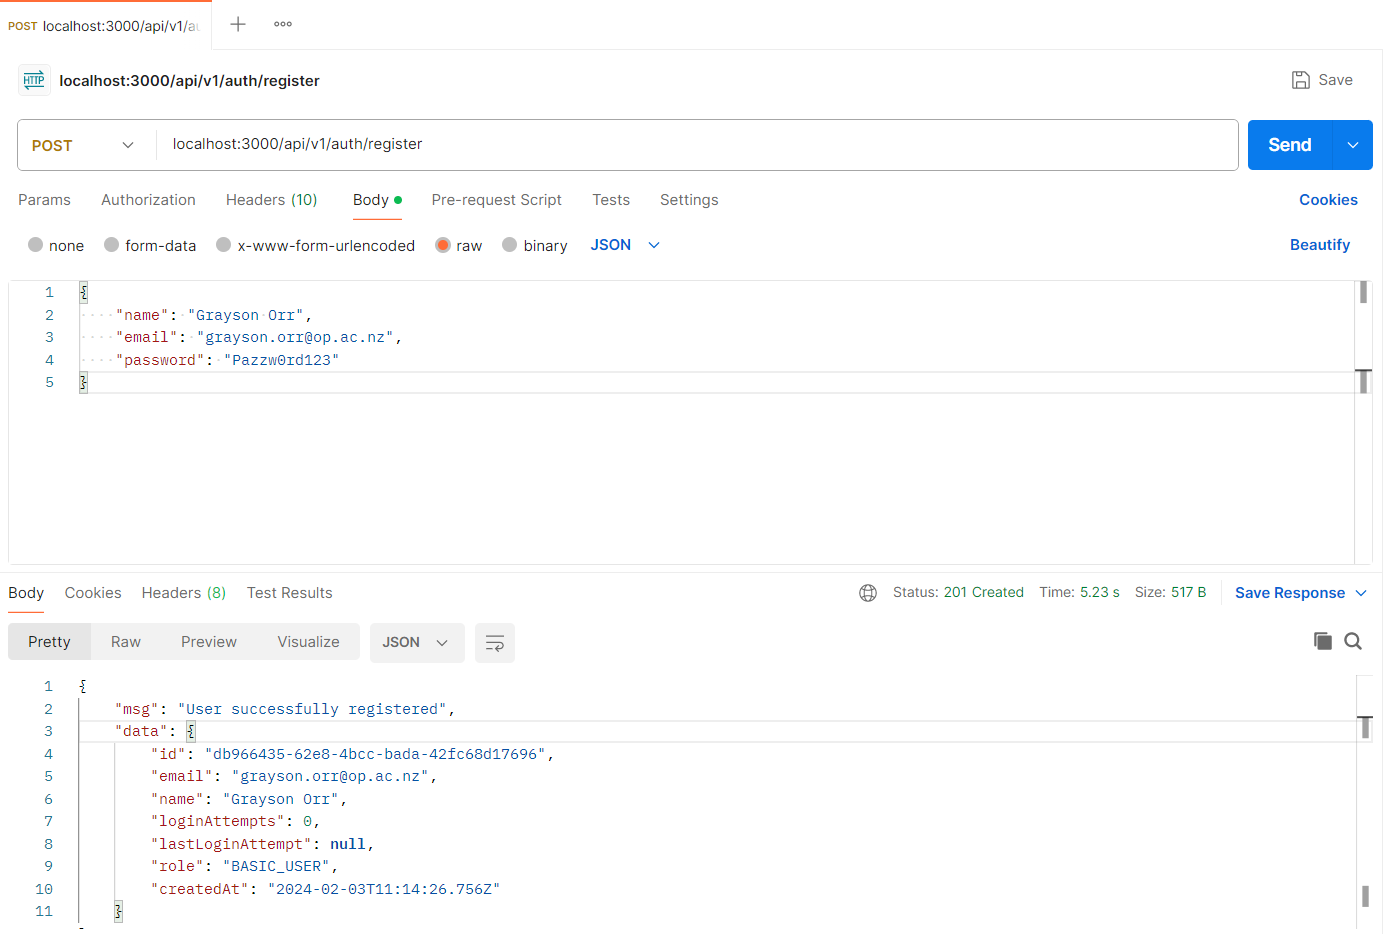 POST localhost:3000/api/v1/au
HTTP localhost:3000/api/v1/auth/register Save
POST localhost:3000/api/v1/auth/register Send
Params Authorization Headers (10) Body Pre-request Script Tests Settings Cookies
none form-data x-www-form-urlencoded raw binary JSON Beautify
1 {
2 "name": "Grayson Orr",
3 "email": "grayson.orr@op.ac.nz",
4 "password": "Pazzw0rd123"
5 }
Body Cookies Headers (8) Test Results Status: 201 Created Time: 5.23 s Size: 517 B Save Response
Pretty Raw Preview Visualize JSON
1 {
2 "msg": "User successfully registered",
3 "data": {
4 "id": "db966435-62e8-4bcc-bada-42fc68d17696",
5 "email": "grayson.orr@op.ac.nz",
6 "name": "Grayson Orr",
7 "loginAttempts": 0,
8 "lastLoginAttempt": null,
9 "role": "BASIC_USER",
10 "createdAt": "2024-02-03T11:14:26.756Z"
11 }